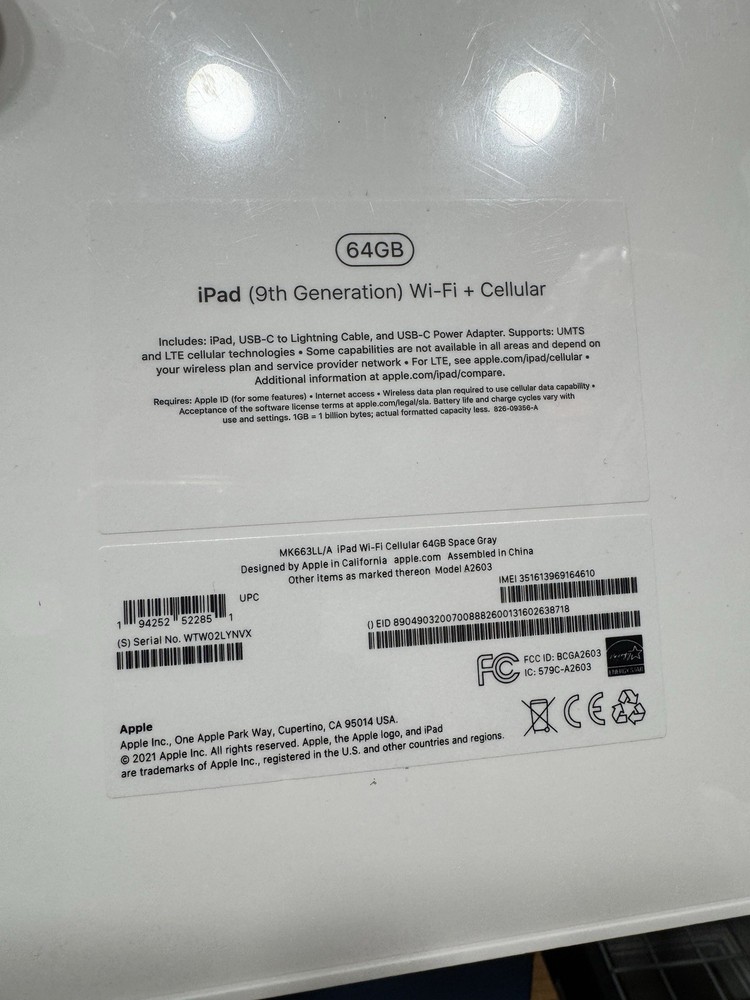 64GB
iPad (9th Generation) Wi-Fi + Cellular
Includes: iPad, USB-C to Lightning Cable, and USB-C Power Adapter. Supports: UMTS
and LTE cellular technologies • Some capabilities are not available in all areas and depend on
your wireless plan and service provider network • For LTE, see apple.com/ipad/cellular •
Additional information at apple.com/ipad/compare.
Requires: Apple ID (for some features) • Internet access • Wireless data plan required to use cellular data capability •
Acceptance of the software license terms at apple.com/legal/sla. Battery life and charge cycles vary with
use and settings. 1GB = 1 billion bytes; actual formatted capacity less. 826-09356-A
MK663LL/A iPad Wi-Fi Cellular 64GB Space Gray
Designed by Apple in California apple.com Assembled in China
Other items as marked thereon Model A2603
IMEI 351613969164610
UPC
1 94252 52285 1
() EID 89049032007008882600131602638718
(S) Serial No. WTW02LYNVX
FC
FCC ID: BCGA2603
IC: 579C-A2603
ENERGY STAR
CE
Apple
Apple Inc., One Apple Park Way, Cupertino, CA 95014 USA.
© 2021 Apple Inc. All rights reserved. Apple, the Apple logo, and iPad
are trademarks of Apple Inc., registered in the U.S. and other countries and regions.